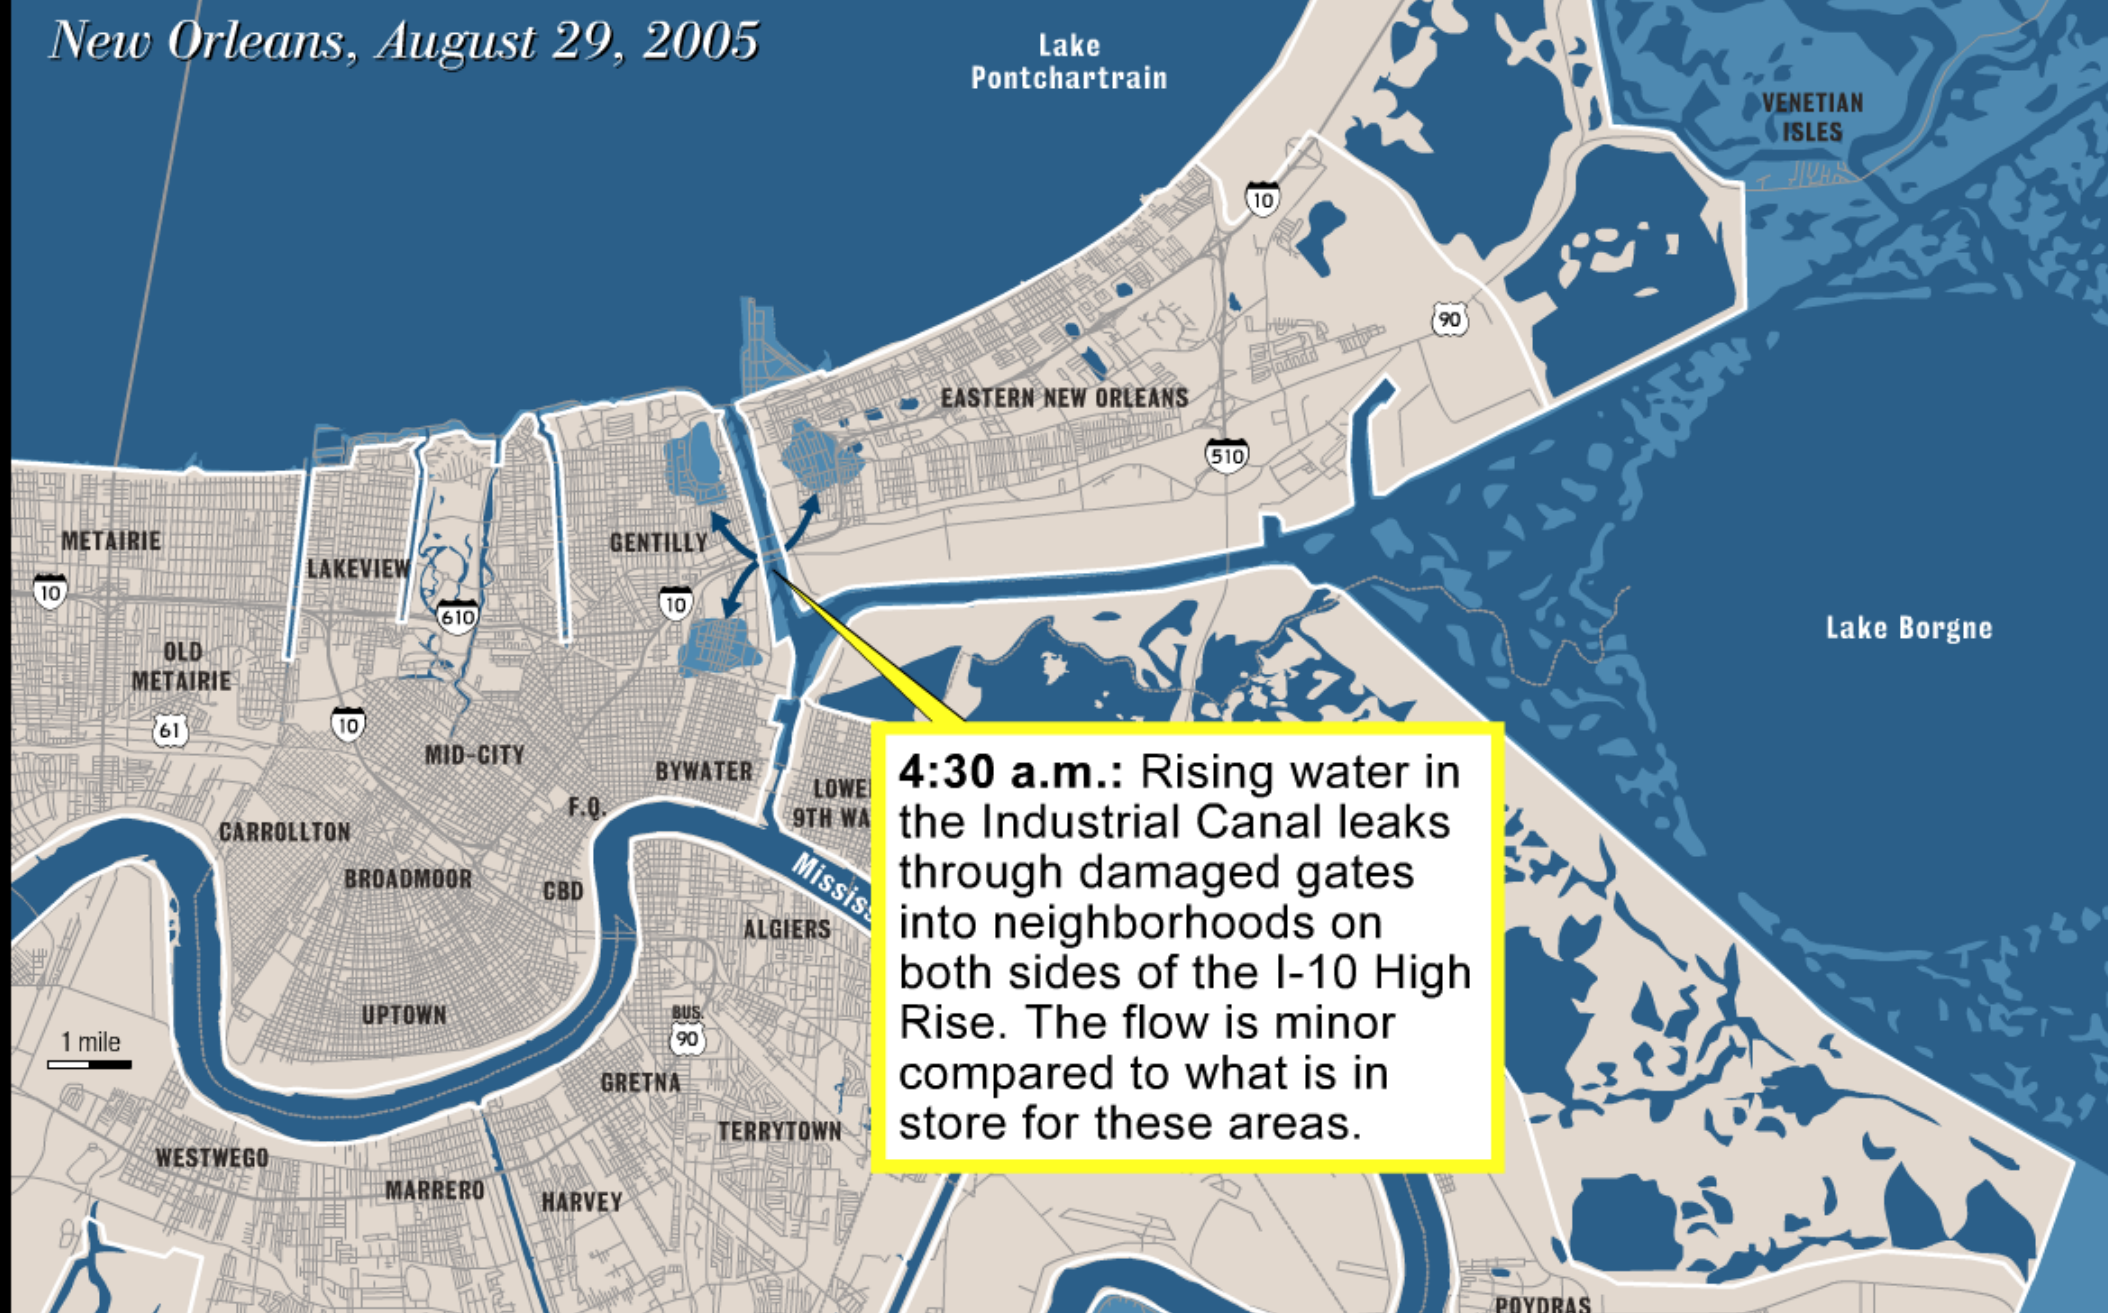 New Orleans, August 29, 2005
Lake
Pontchartrain
VENETIAN
ISLES
10
90
EASTERN NEW ORLEANS
510
METAIRIE
LAKEVIEW
GENTILLY
10
610
10
Lake Borgne
OLD
METAIRIE
61
10
MID-CITY
BYWATER
F.Q.
LOWE
9TH WA
CARROLLTON
BROADMOOR
CBD
Mississ
ALGIERS
UPTOWN
BUS.
90
1 mile
GRETNA
TERRYTOWN
WESTWEGO
MARRERO
HARVEY
POYDRAS
4:30 a.m.: Rising water in
the Industrial Canal leaks
through damaged gates
into neighborhoods on
both sides of the I-10 High
Rise. The flow is minor
compared to what is in
store for these areas.